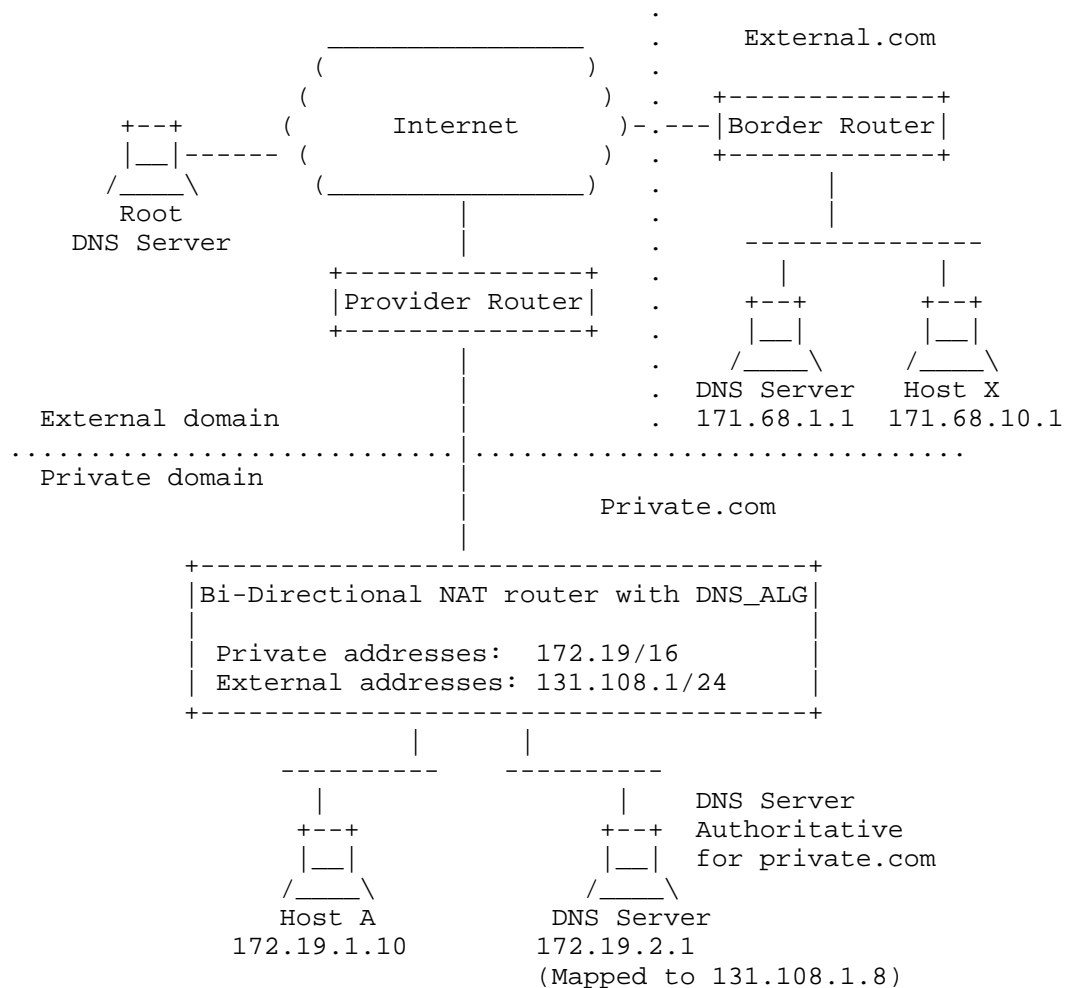 External.com
Internet
Border Router
Root
DNS Server
Provider Router
DNS Server Host X
External domain 171.68.1.1 171.68.10.1
Private domain
Private.com
Bi-Directional NAT router with DNS_ALG
Private addresses: 172.19/16
External addresses: 131.108.1/24
DNS Server
Authoritative
for private.com
Host A DNS Server
172.19.1.10 172.19.2.1
(Mapped to 131.108.1.8)